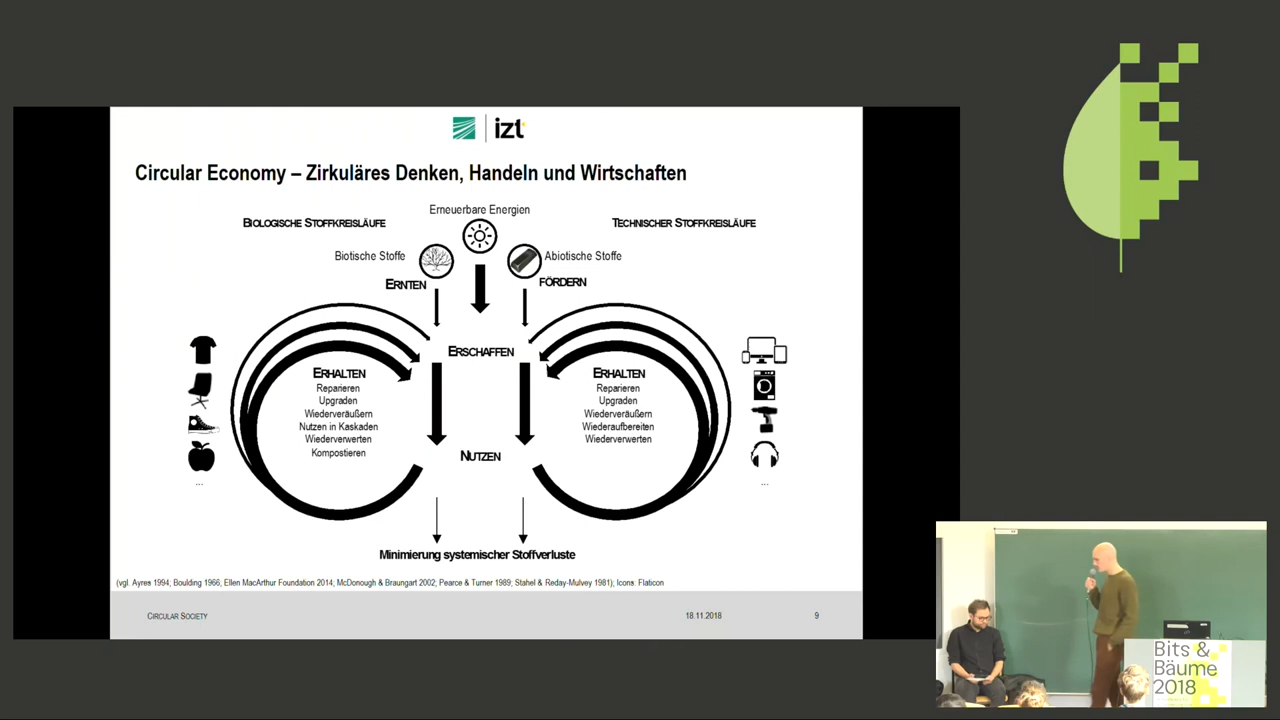 izt
Circular Economy – Zirkuläres Denken, Handeln und Wirtschaften
Erneuerbare Energien
BIOLOGISCHE STOFFKREISLÄUFE
TECHNISCHER STOFFKREISLÄUFE
Biotische Stoffe
Abiotische Stoffe
ERNTEN
FÖRDERN
ERSCHAFFEN
ERHALTEN
Reparieren
Upgraden
Wiederveräußern
Nutzen in Kaskaden
Wiederverwerten
Kompostieren
ERHALTEN
Reparieren
Upgraden
Wiederveräußern
Wiederaufbereiten
Wiederverwerten
NUTZEN
...
...
Minimierung systemischer Stoffverluste
(vgl. Ayres 1994; Boulding 1966; Ellen MacArthur Foundation 2014; McDonough & Braungart 2002; Pearce & Turner 1989; Stahel & Reday-Mulvey 1981); Icons: Flaticon
CIRCULAR SOCIETY
18.11.2018
9
Bits &
Bäume
2018